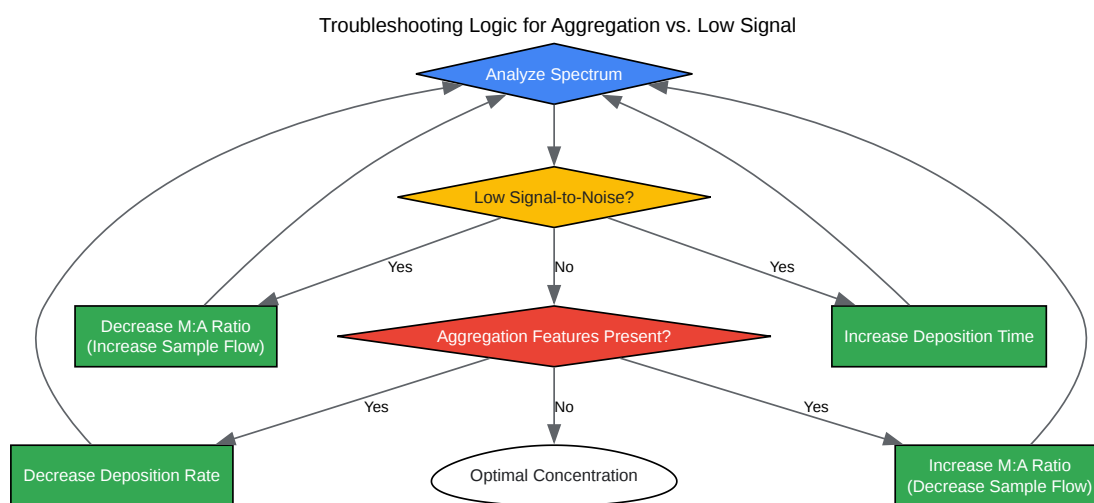 Troubleshooting Logic for Aggregation vs. Low Signal
Analyze Spectrum
Low Signal-to-Noise?
Yes
No
Yes
Decrease M:A Ratio
(Increase Sample Flow)
Aggregation Features Present?
Increase Deposition Time
Yes
No
Yes
Decrease Deposition Rate
Optimal Concentration
Increase M:A Ratio
(Decrease Sample Flow)